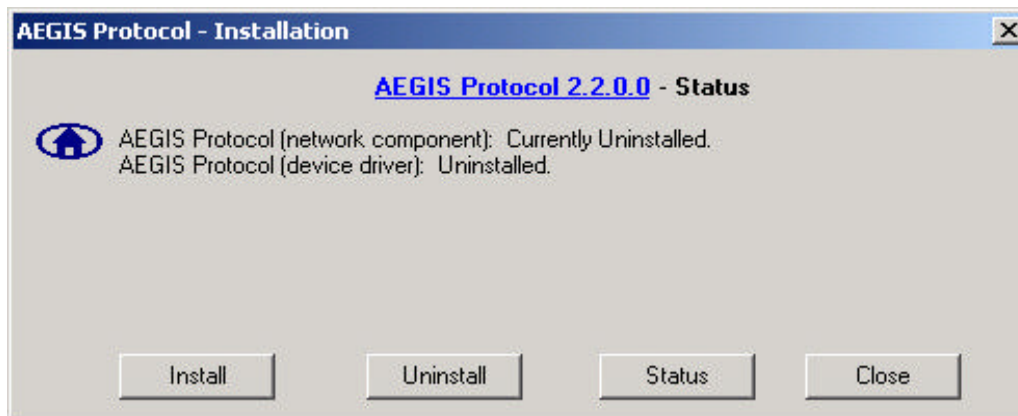 AEGIS Protocol - Installation
AEGIS Protocol 2.2.0.0 - Status
AEGIS Protocol (network component):  Currently Uninstalled.
AEGIS Protocol (device driver):  Uninstalled.
Install Uninstall Status Close